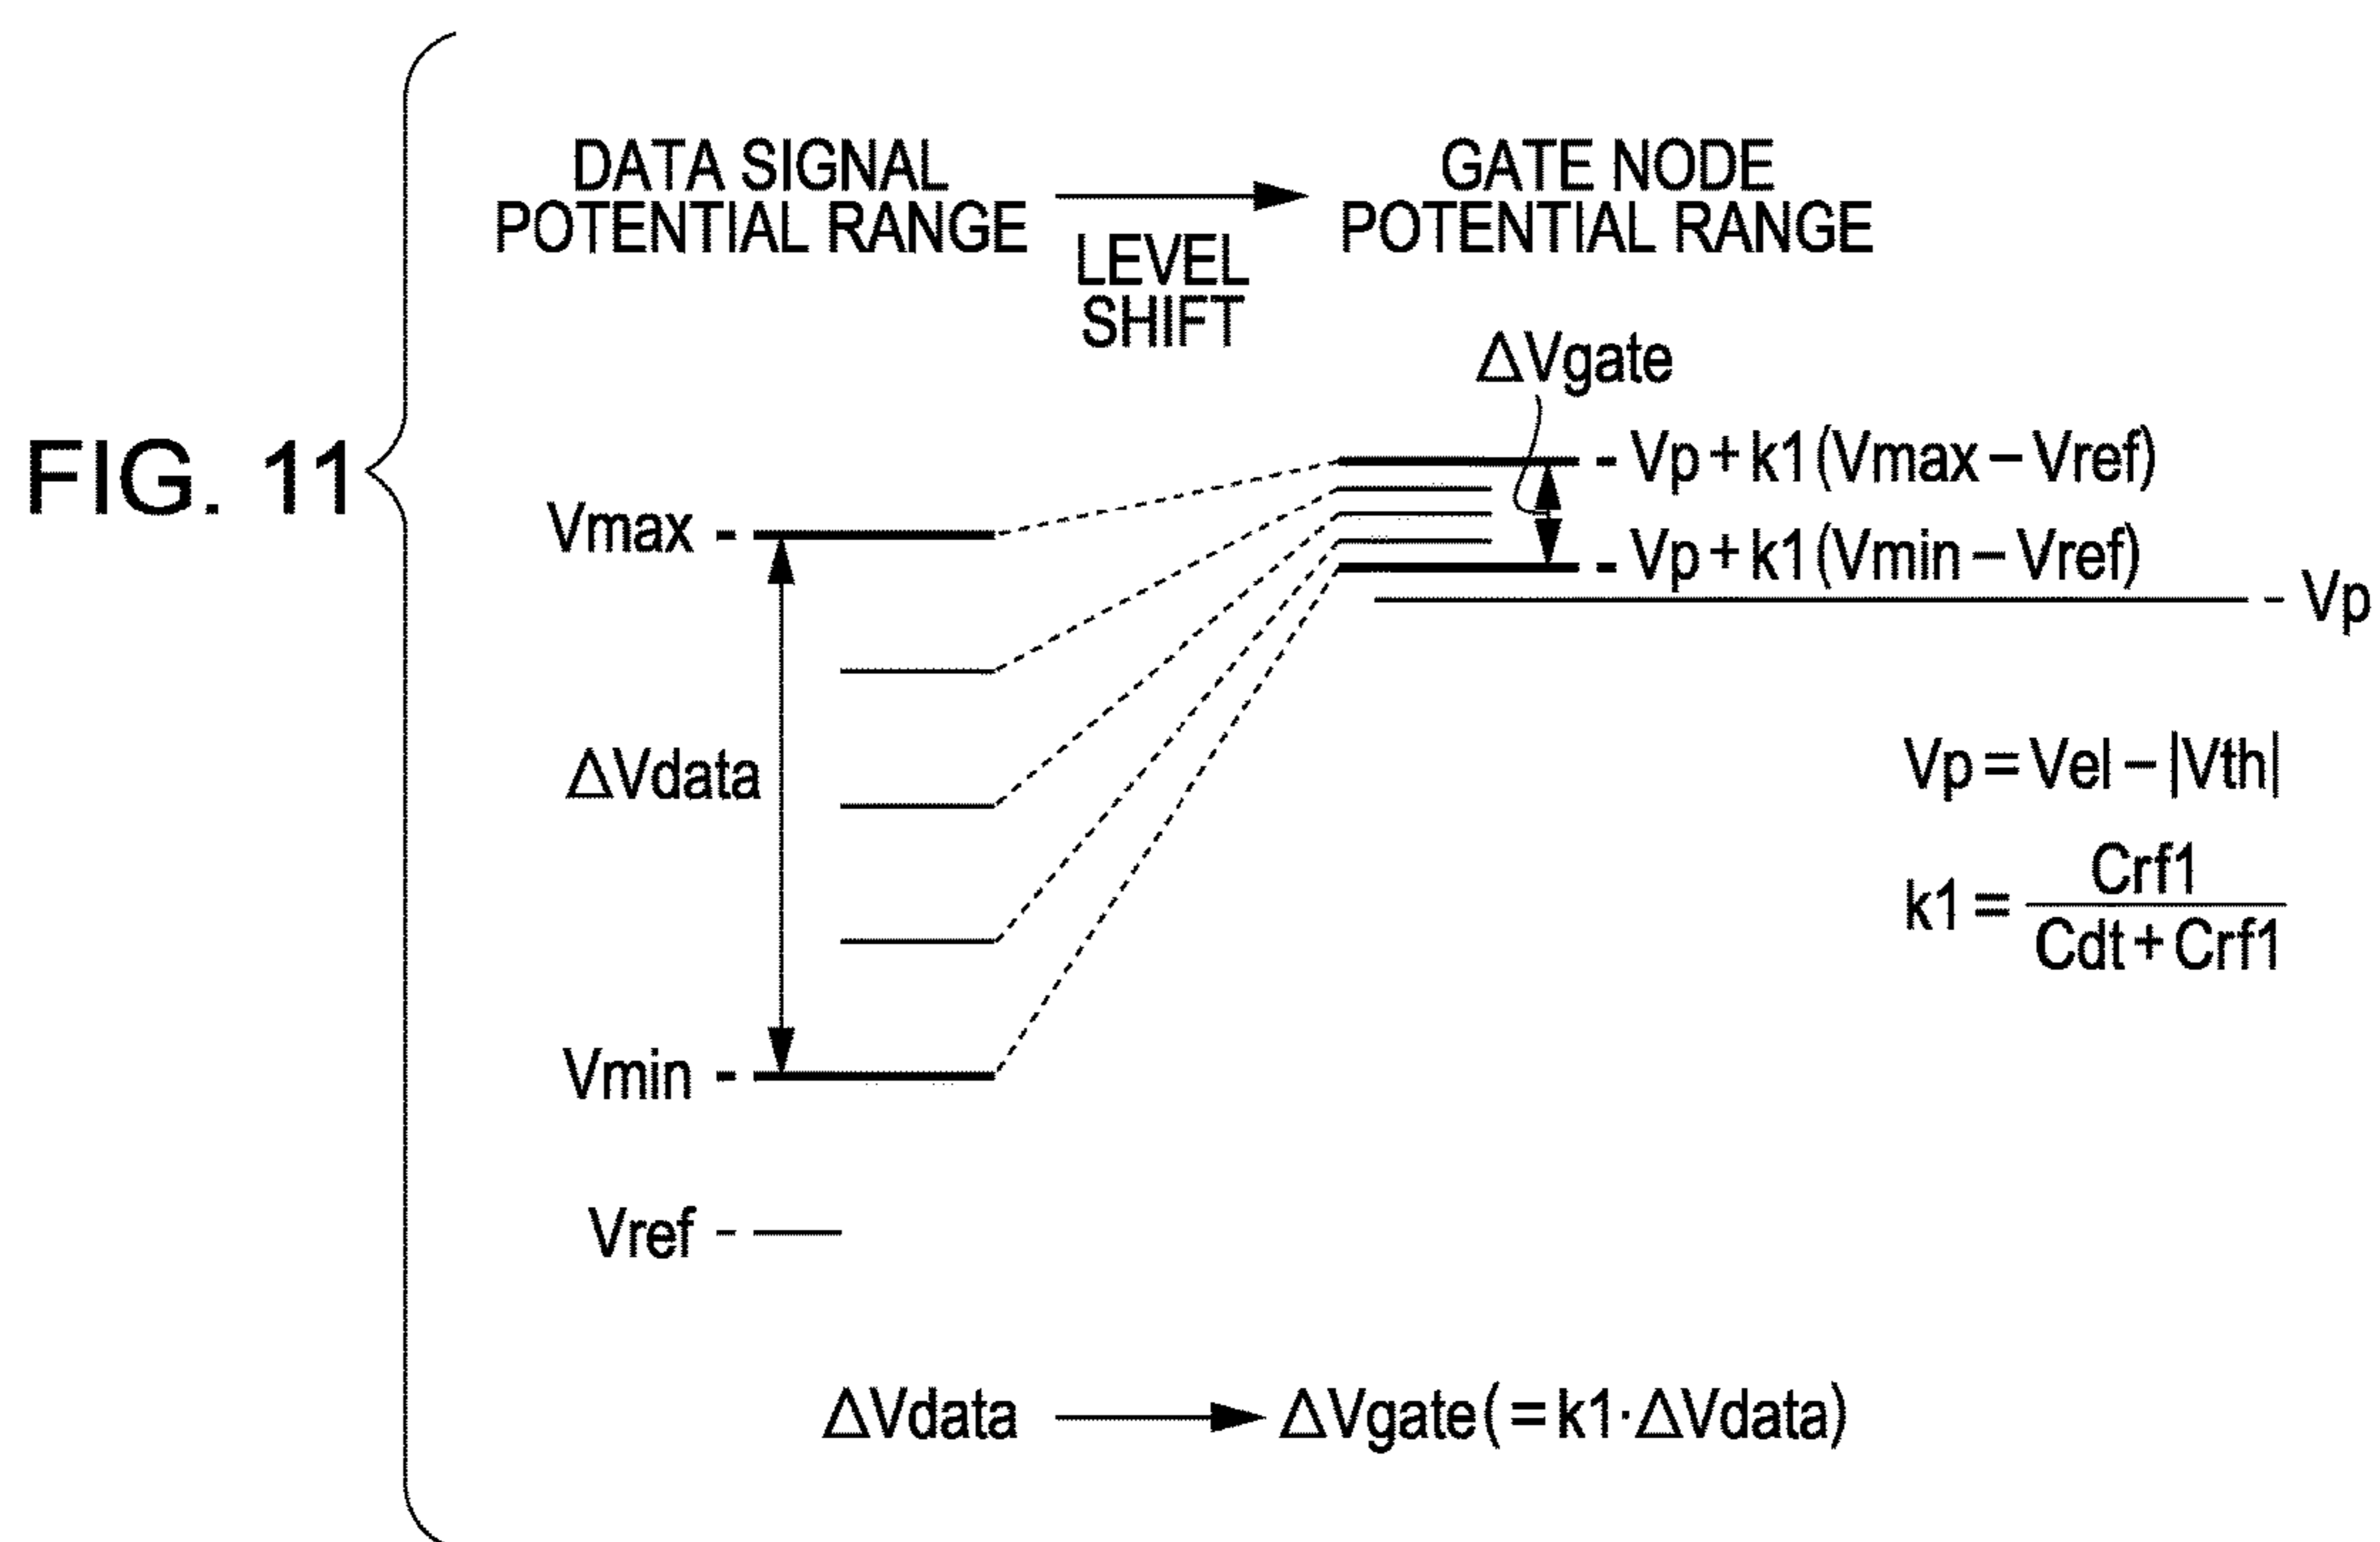 FIG. 11
DATA SIGNAL
POTENTIAL RANGE
LEVEL
SHIFT
GATE NODE
POTENTIAL RANGE
ΔVgate
Vp + k1 (Vmax – Vref)
Vmax
Vp + k1 (Vmin – Vref)
Vp
ΔVdata
Vp = Vel – |Vth|
k1 = Crf1
Cdt + Crf1
Vmin
Vref
ΔVdata ΔVgate ( = k1 · ΔVdata)